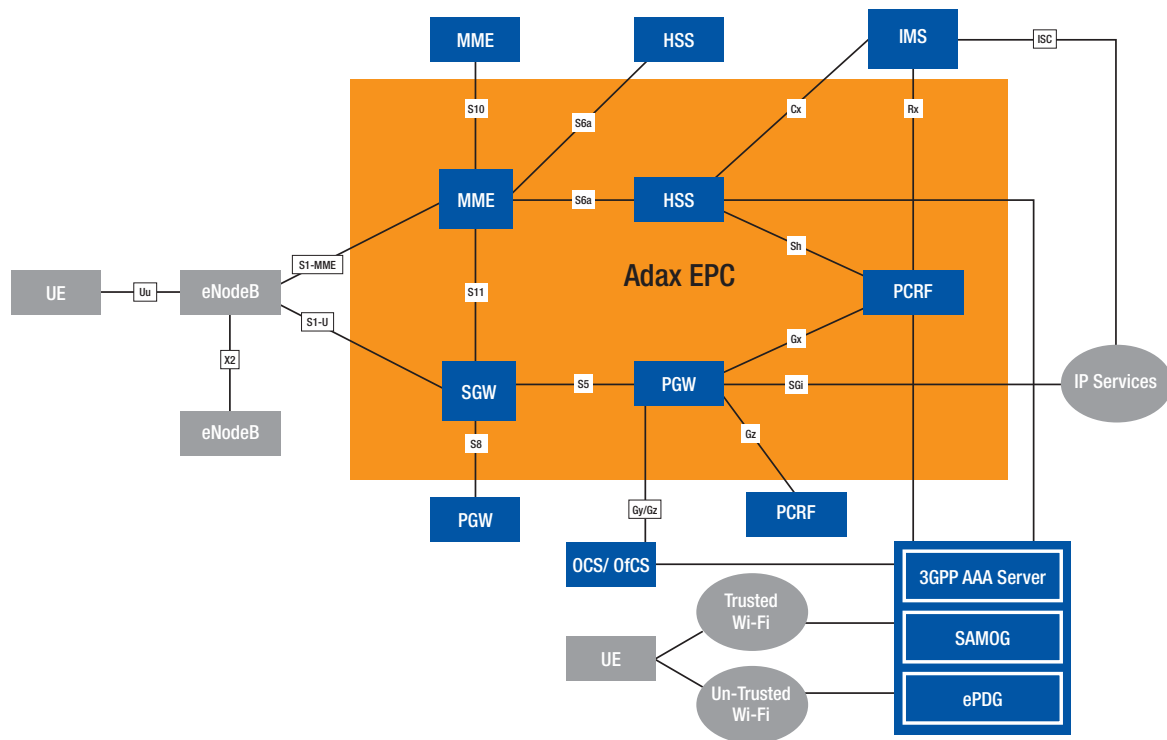 MME
HSS
IMS
ISC
S10
S6a
Cx
Rx
MME
S6a
HSS
Sh
S1-MME
UE
Uu
eNodeB
S11
Adax EPC
PCRF
S1-U
X2
Gx
SGW
S5
PGW
SGi
IP Services
eNodeB
S8
Gz
PGW
Gy/Gz
PCRF
OCS/ OfCS
3GPP AAA Server
Trusted
Wi-Fi
SAMOG
UE
Un-Trusted
Wi-Fi
ePDG